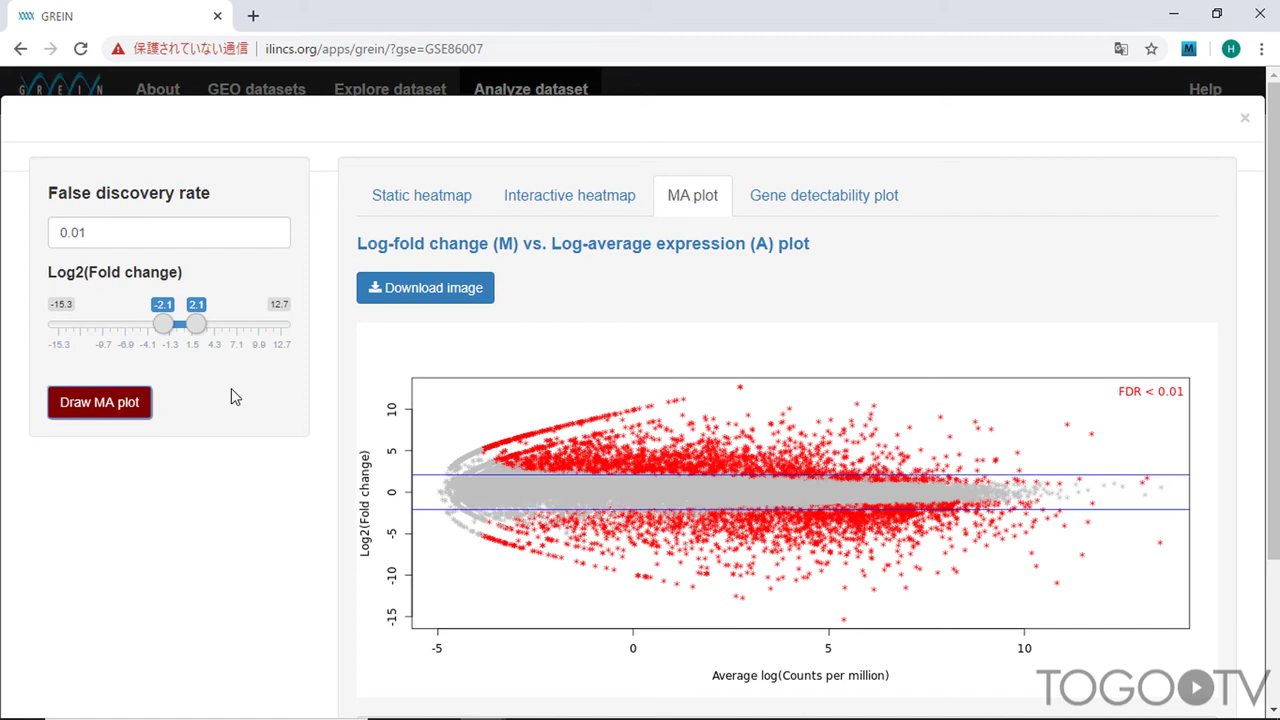 GREIN
保護されていない通信
ilincs.org/apps/grein/?gse=GSE86007
M
H
GREIN
About
GEO datasets
Explore dataset
Analyze dataset
Help
×
False discovery rate
0.01
Log2(Fold change)
-15.3
-2.1
2.1
12.7
-15.3 -9.7 -6.9 -4.1 -1.3 1.5 4.3 7.1 9.9 12.7
Draw MA plot
Static heatmap
Interactive heatmap
MA plot
Gene detectability plot
Log-fold change (M) vs. Log-average expression (A) plot
Download image
FDR < 0.01
Log2(Fold change)
10
5
0
-5
-10
-15
-5 0 5 10
Average log(Counts per million)
TOGO TV